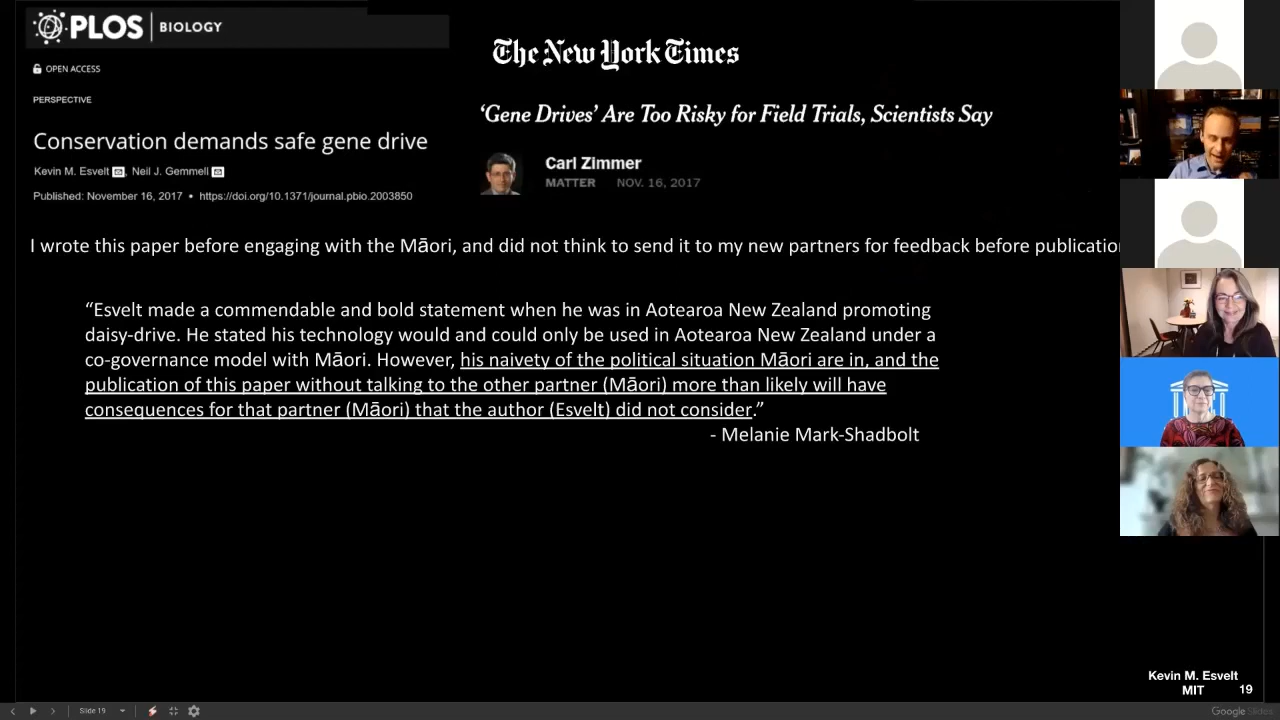 PLOS BIOLOGY
OPEN ACCESS
PERSPECTIVE
Conservation demands safe gene drive
Kevin M. Esvelt, Neil J. Gemmell
Published: November 16, 2017 • https://doi.org/10.1371/journal.pbio.2003850
The New York Times
‘Gene Drives’ Are Too Risky for Field Trials, Scientists Say
Carl Zimmer
MATTER NOV. 16, 2017
I wrote this paper before engaging with the Māori, and did not think to send it to my new partners for feedback before publicatio
“Esvelt made a commendable and bold statement when he was in Aotearoa New Zealand promoting
daisy-drive. He stated his technology would and could only be used in Aotearoa New Zealand under a
co-governance model with Māori. However, his naivety of the political situation Māori are in, and the
publication of this paper without talking to the other partner (Māori) more than likely will have
consequences for that partner (Māori) that the author (Esvelt) did not consider.”
- Melanie Mark-Shadbolt
Kevin M. Esvelt
MIT 19
Slide 19
Google Slides